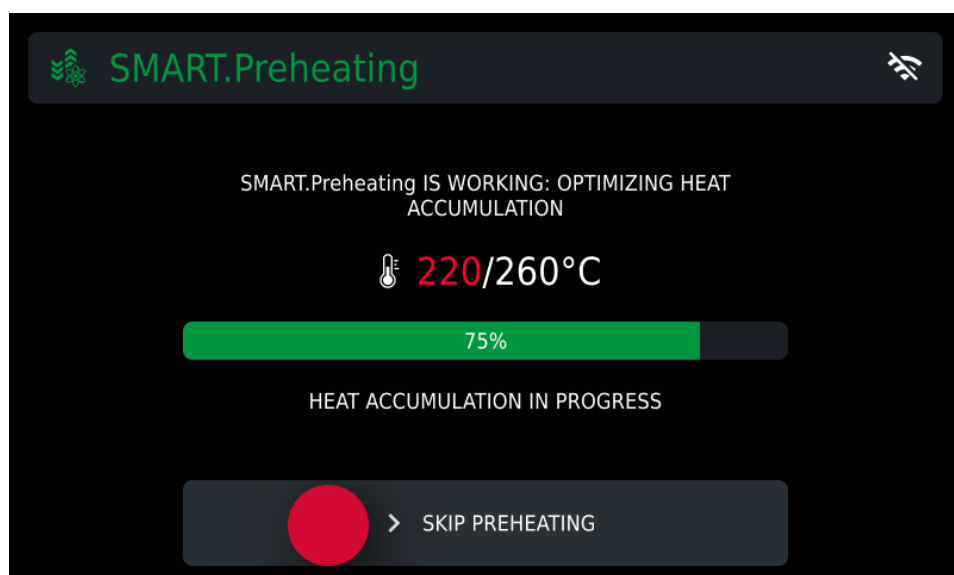 SMART.Preheating
SMART.Preheating IS WORKING: OPTIMIZING HEAT
ACCUMULATION
220/260°C
75%
HEAT ACCUMULATION IN PROGRESS
SKIP PREHEATING